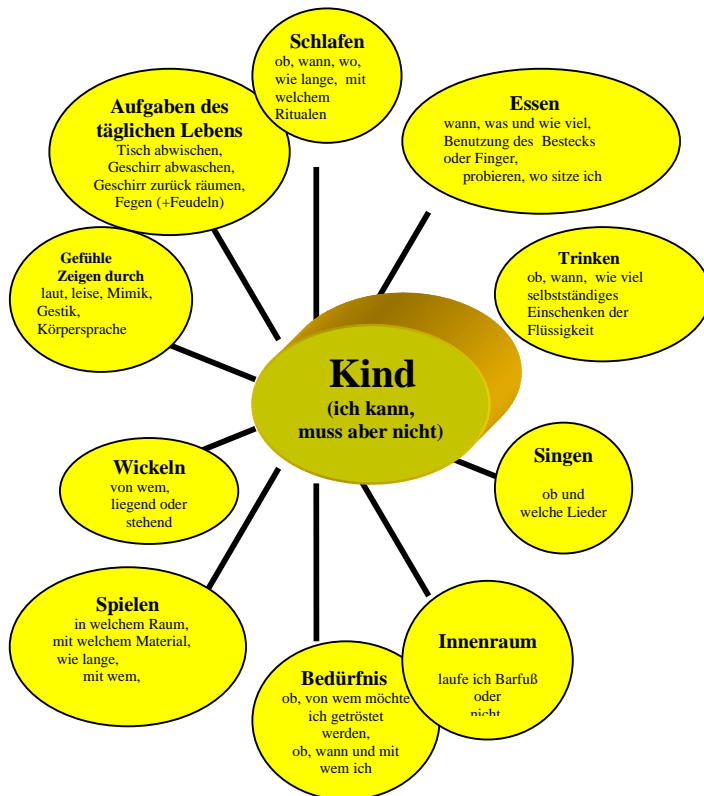 Schlafen
ob, wann, wo,
wie lange, mit
welchem
Ritualen
Aufgaben des
täglichen Lebens
Tisch abwischen,
Geschirr abwaschen,
Geschirr zurück räumen,
Fegen (+Feudeln)
Essen
wann, was und wie viel,
Benutzung des Bestecks
oder Finger,
probieren, wo sitze ich
Gefühle
Zeigen durch
laut, leise, Mimik,
Gestik,
Körpersprache
Trinken
ob, wann, wie viel
selbstständiges
Einschenken der
Flüssigkeit
Kind
(ich kann,
muss aber nicht)
Wickeln
von wem,
liegend oder
stehend
Singen
ob und
welche Lieder
Spielen
in welchem Raum,
mit welchem Material,
wie lange,
mit wem,
Bedürfnis
ob, von wem möchte
ich getröstet
werden,
ob, wann und mit
wem ich
Innenraum
laufe ich Barfuß
oder
nicht